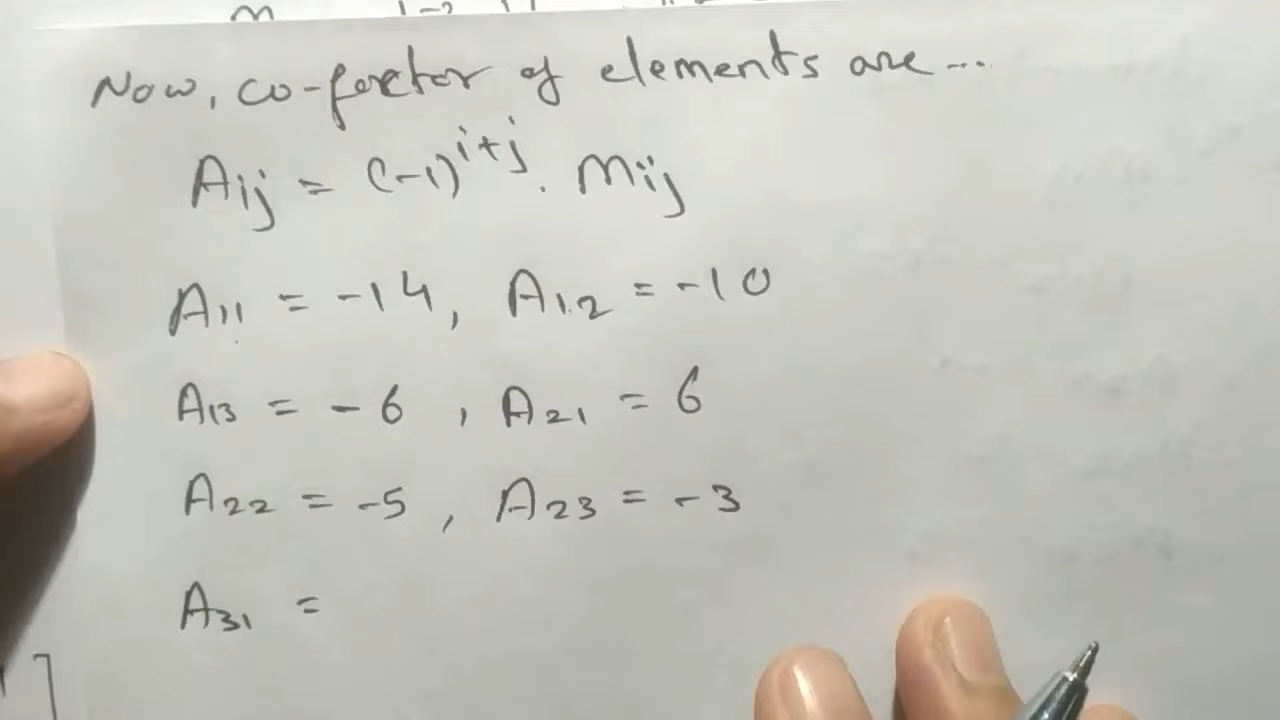 Now, co-factor of elements are...
Aij = (-1)^i+j . Mij
A11 = -14, A12 = -10
A13 = -6, A21 = 6
A22 = -5, A23 = -3
A31 =
]